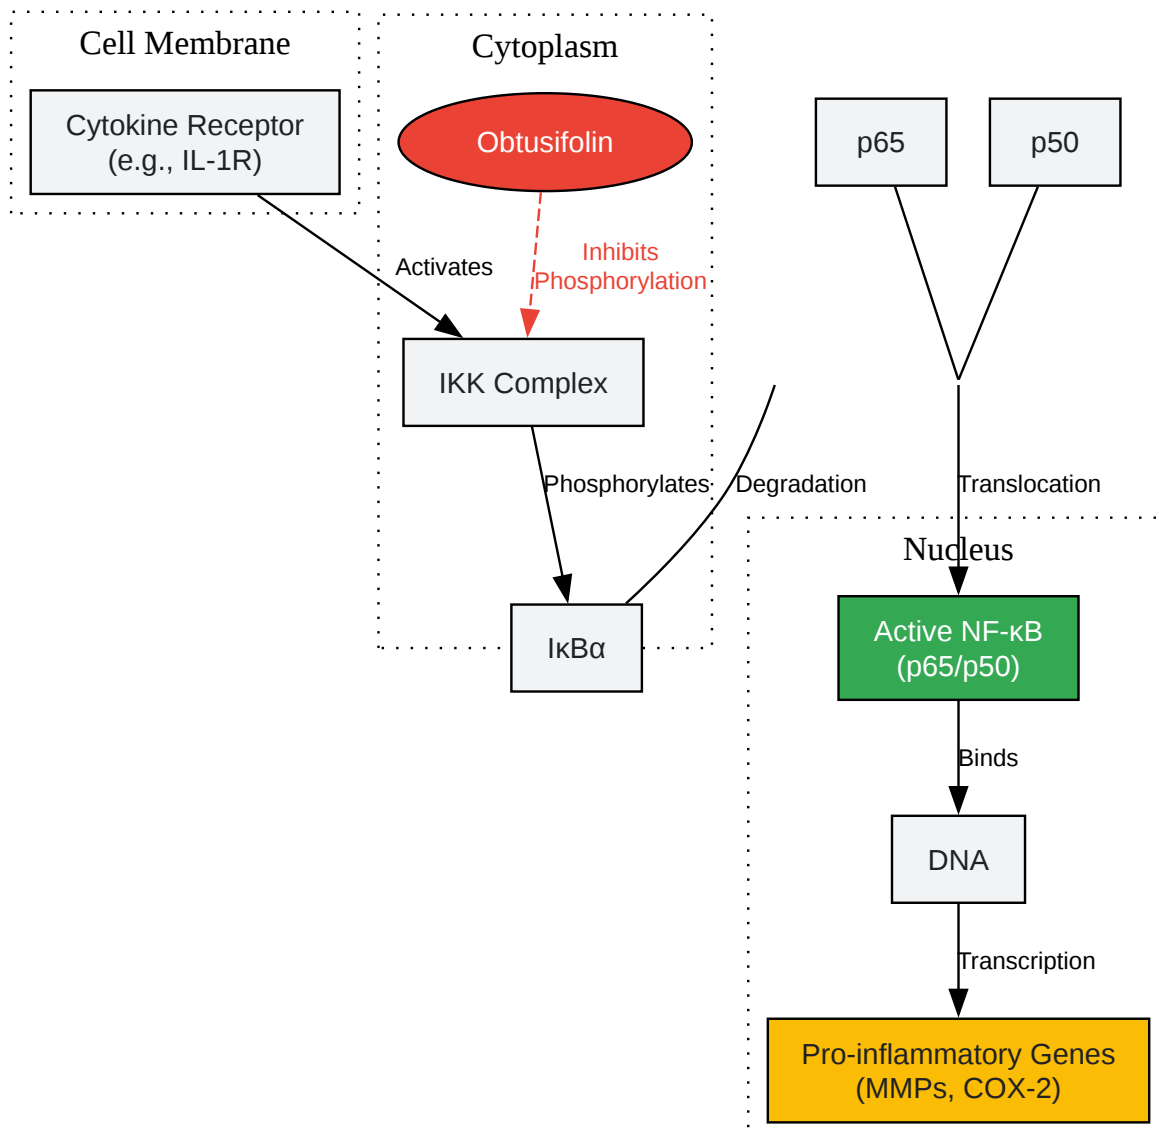 Cell Membrane
Cytokine Receptor
(e.g., IL-1R)
Cytoplasm
Obtusifolin
p65
p50
Activates
Inhibits
Phosphorylation
IKK Complex
Phosphorylates
Degradation
Translocation
IκBα
Nucleus
Active NF-κB
(p65/p50)
Binds
DNA
Transcription
Pro-inflammatory Genes
(MMPs, COX-2)